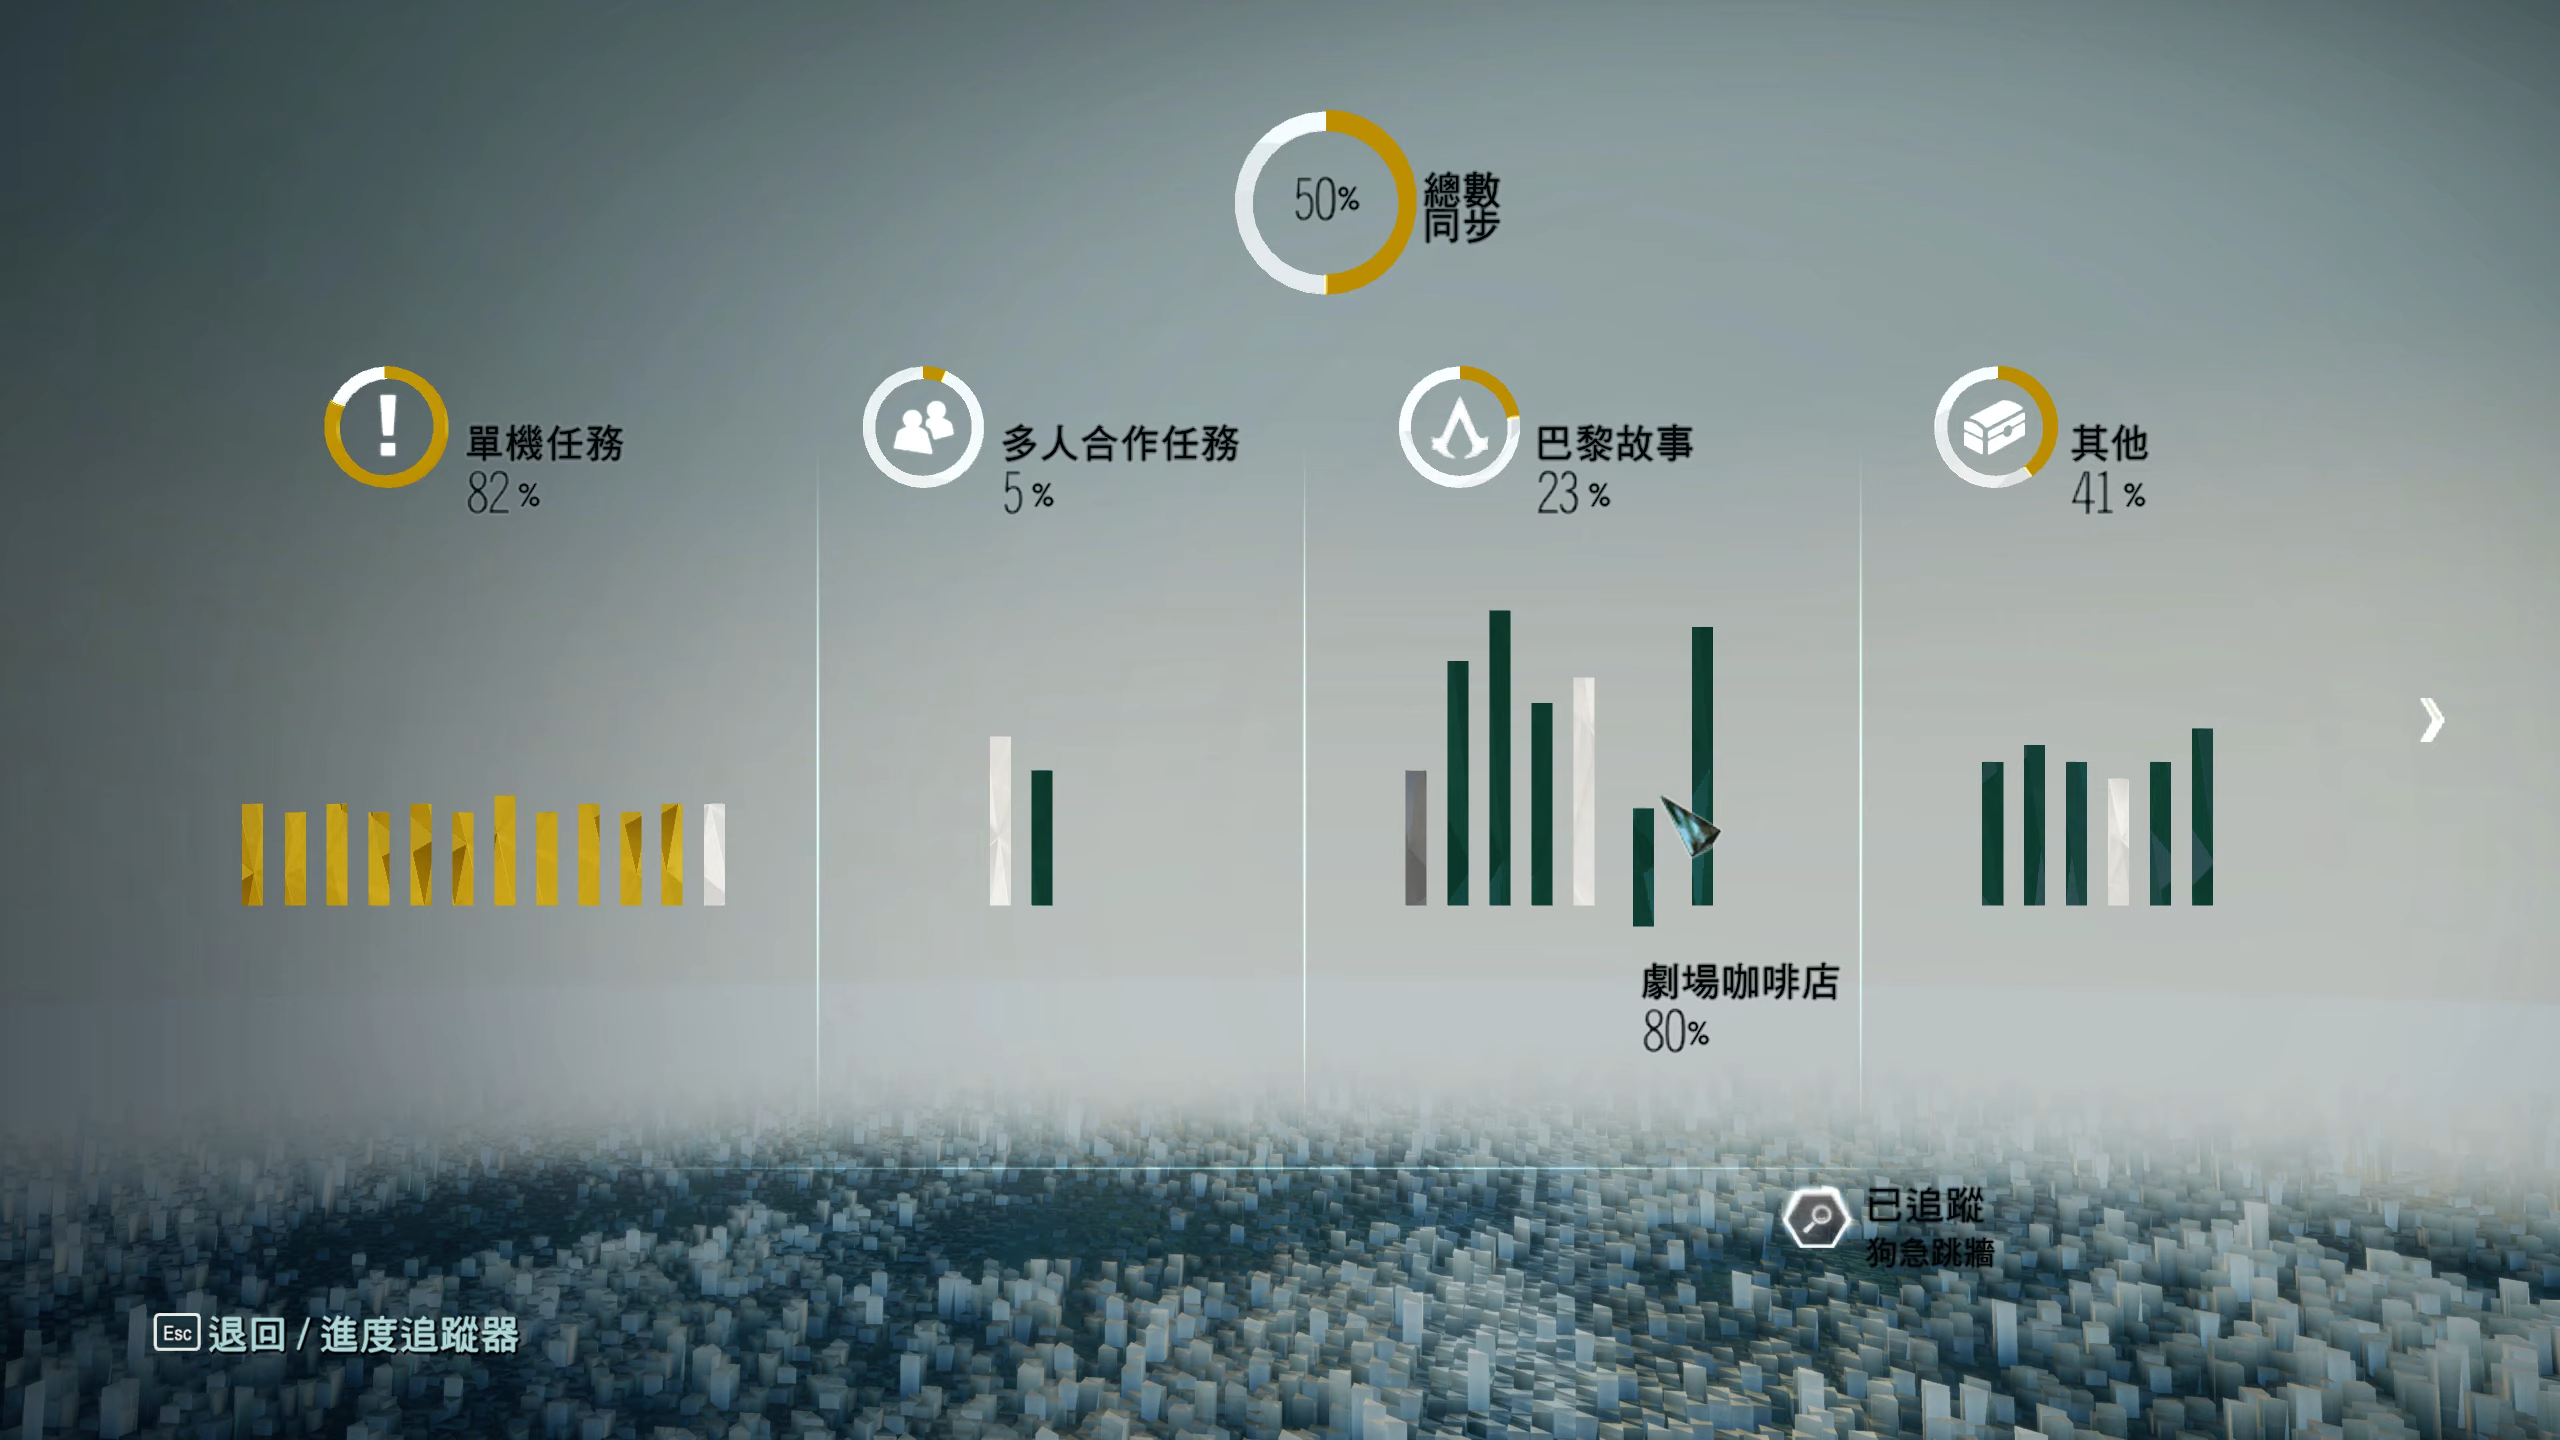 50%
總數
同步
單機任務
82 %
多人合作任務
5 %
巴黎故事
23 %
其他
41 %
劇場咖啡店
80%
已追蹤
狗急跳牆
Esc 退回 / 進度追蹤器